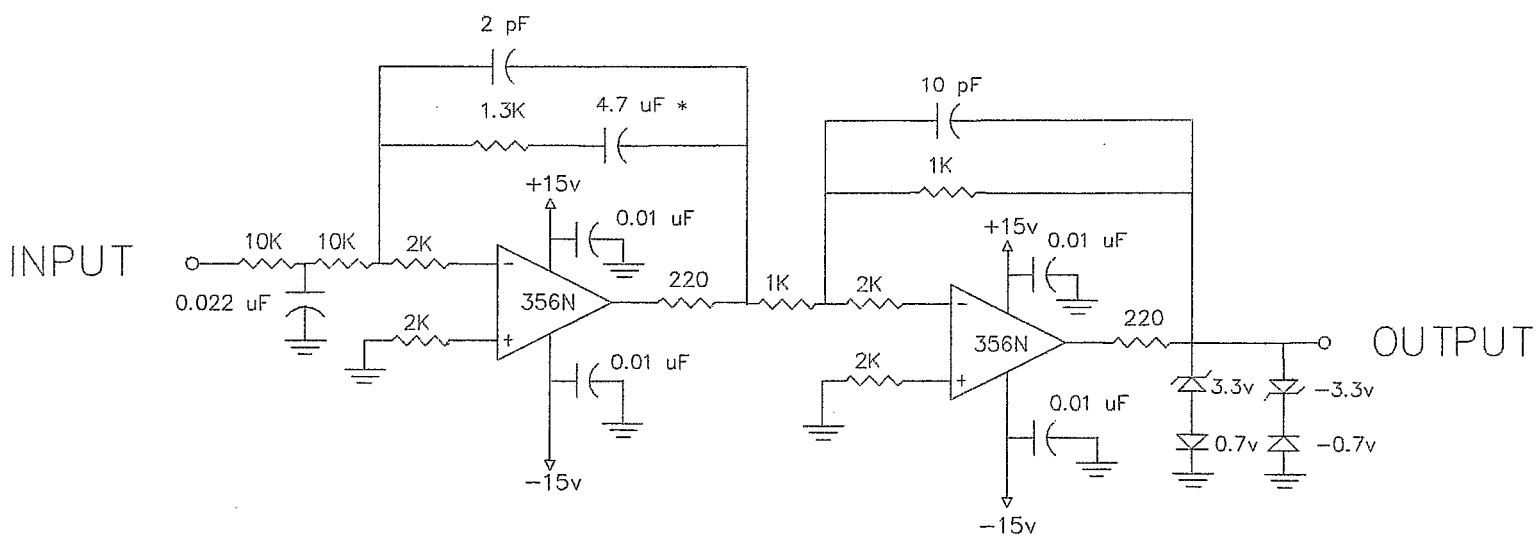 2 pF
10 pF
1.3K
4.7 uF *
1K
+15v
0.01 uF
+15v
0.01 uF
INPUT
10K
10K
2K
-
356N
220
1K
2K
-
0.022 uF
2K
+
356N
220
OUTPUT
0.01 uF
2K
+
3.3v
-3.3v
0.01 uF
0.7v
-0.7v
-15v
-15v